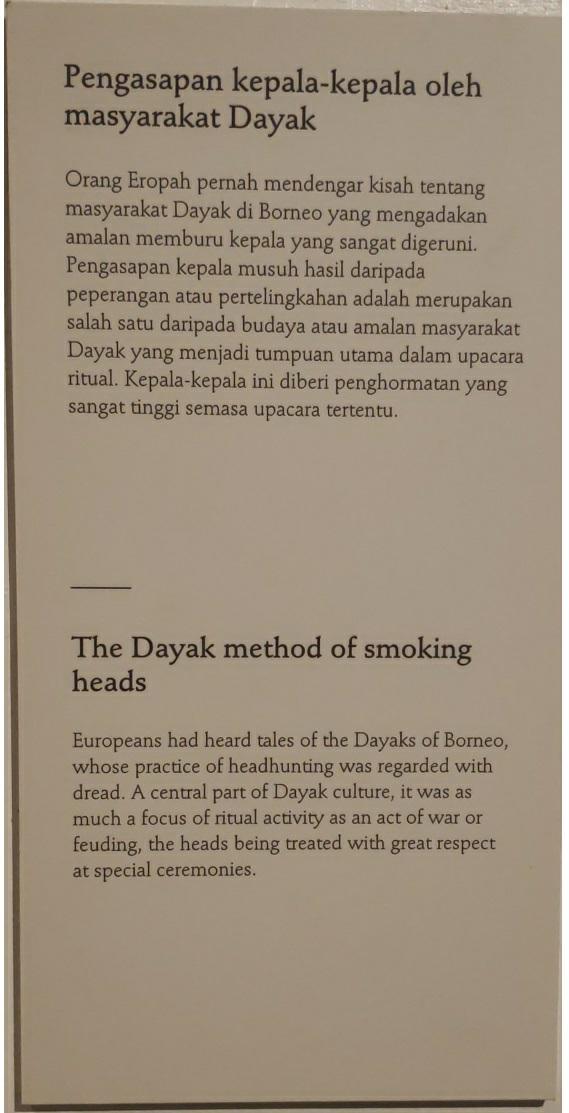 Pengasapan kepala-kepala oleh
masyarakat Dayak
Orang Eropah pernah mendengar kisah tentang
masyarakat Dayak di Borneo yang mengadakan
amalan memburu kepala yang sangat digeruni.
Pengasapan kepala musuh hasil daripada
peperangan atau pertelingkahan adalah merupakan
salah satu daripada budaya atau amalan masyarakat
Dayak yang menjadi tumpuan utama dalam upacara
ritual. Kepala-kepala ini diberi penghormatan yang
sangat tinggi semasa upacara tertentu.
The Dayak method of smoking
heads
Europeans had heard tales of the Dayaks of Borneo,
whose practice of headhunting was regarded with
dread. A central part of Dayak culture, it was as
much a focus of ritual activity as an act of war or
feuding, the heads being treated with great respect
at special ceremonies.